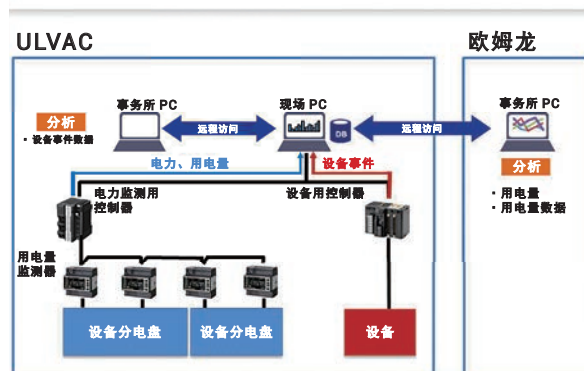 ULVAC
欧姆龙
事务所 PC
现场 PC
事务所 PC
分析
・设备事件数据
远程访问
DB
远程访问
分析
电力、用电量
设备事件
・用电量
・用电量数据
电力监测用
控制器
设备用控制器
用电量
监测器
设备分电盘
设备分电盘
设备